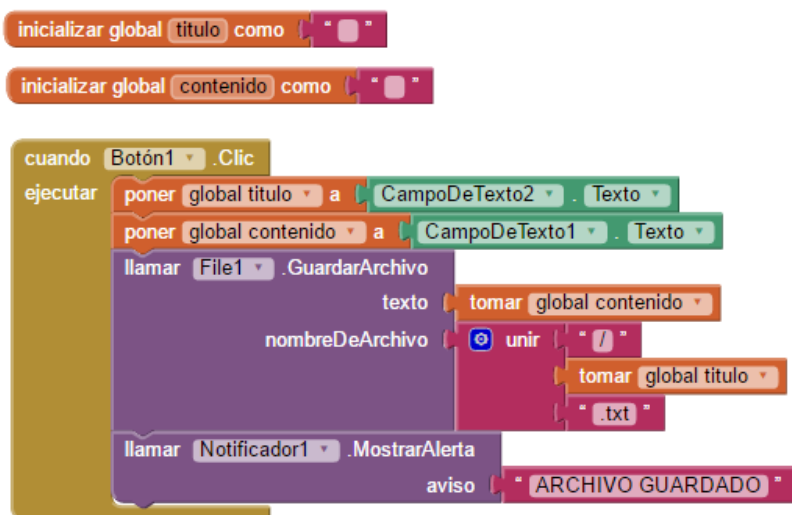 inicializar global titulo como " "
inicializar global contenido como " "
cuando Botón1 .Clic
ejecutar poner global titulo a CampoDeTexto2 . Texto
poner global contenido a CampoDeTexto1 . Texto
llamar File1 .GuardarArchivo
texto tomar global contenido
nombreDeArchivo unir " / "
tomar global titulo
" .txt "
llamar Notificador1 .MostrarAlerta
aviso " ARCHIVO GUARDADO "